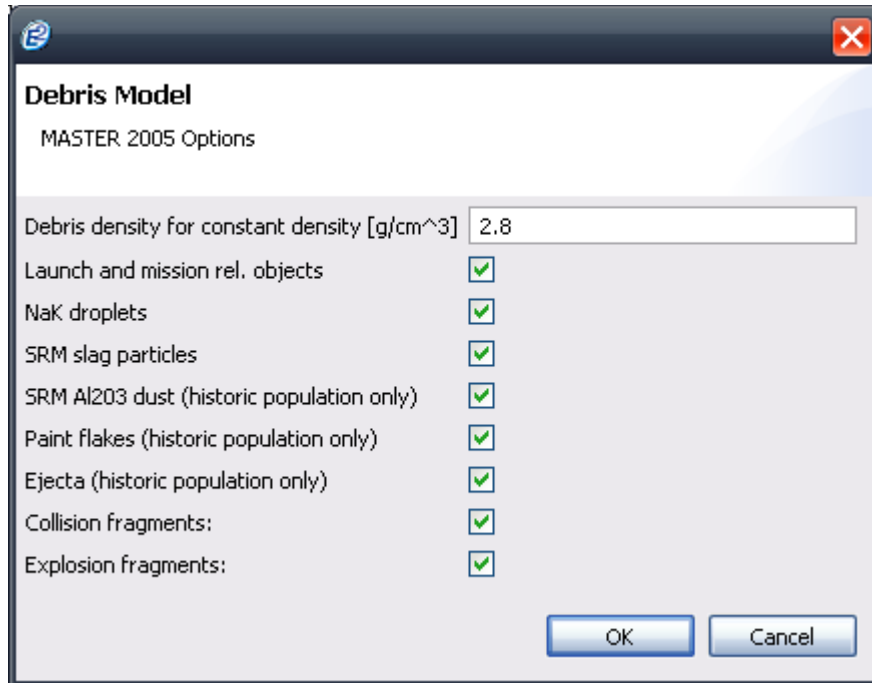 Debris Model
MASTER 2005 Options
Debris density for constant density [g/cm^3] 2.8
Launch and mission rel. objects
NaK droplets
SRM slag particles
SRM Al203 dust (historic population only)
Paint flakes (historic population only)
Ejecta (historic population only)
Collision fragments:
Explosion fragments:
OK Cancel